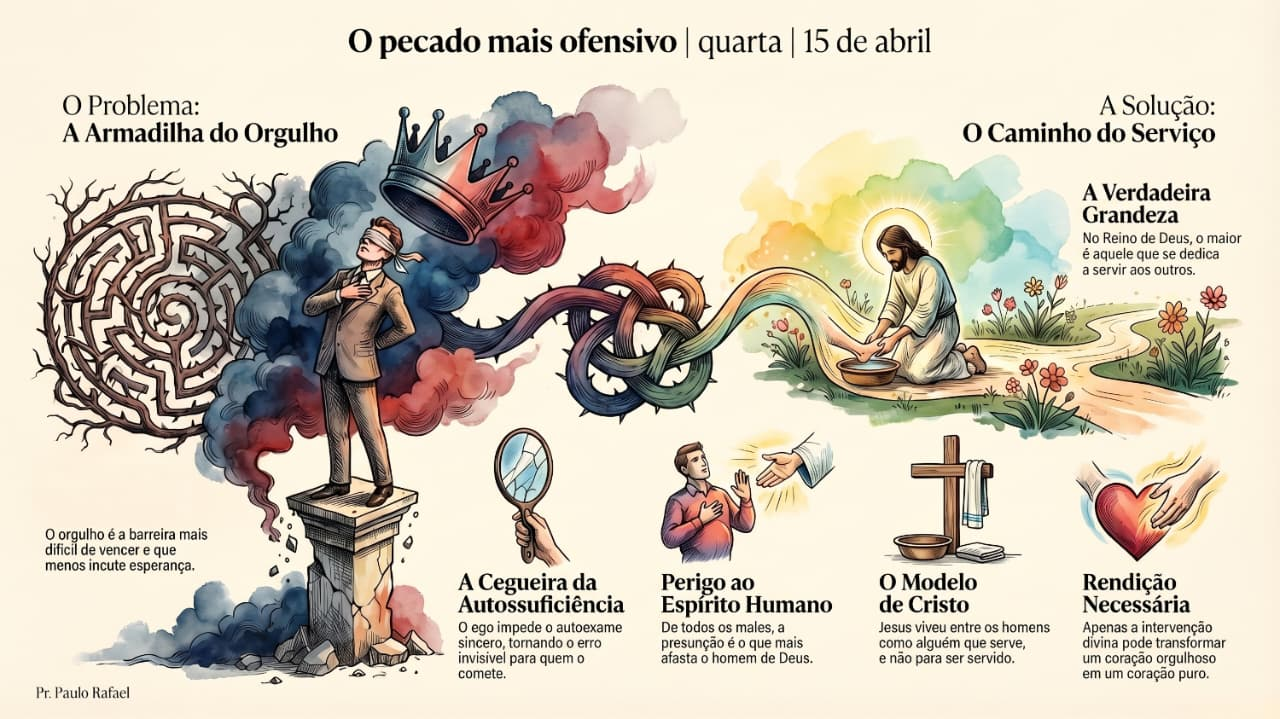 O pecado mais ofensivo | quarta | 15 de abril
O Problema:
A Armadilha do Orgulho
A Solução:
O Caminho do Serviço
A Verdadeira
Grandeza
No Reino de Deus, o maior
é aquele que se dedica
a servir aos outros.
O orgulho é a barreira mais
difícil de vencer e que
menos incute esperança.
A Cegueira da
Autossuficiência
O ego impede o autoexame
sincero, tornando o erro
invisível para quem o
comete.
Perigo ao
Espírito Humano
De todos os males, a
presunção é o que mais
afasta o homem de Deus.
O Modelo
de Cristo
Jesus viveu entre os homens
como alguém que serve,
e não para ser servido.
Rendição
Necessária
Apenas a intervenção
divina pode transformar
um coração orgulhoso
em um coração puro.
Pr. Paulo Rafael